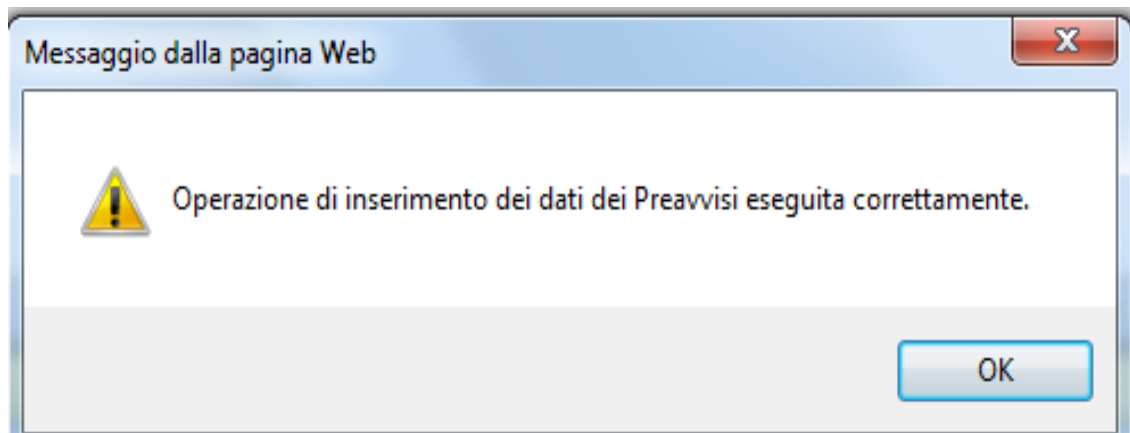 Messaggio dalla pagina Web
Operazione di inserimento dei dati dei Preavvisi eseguita correttamente.
OK